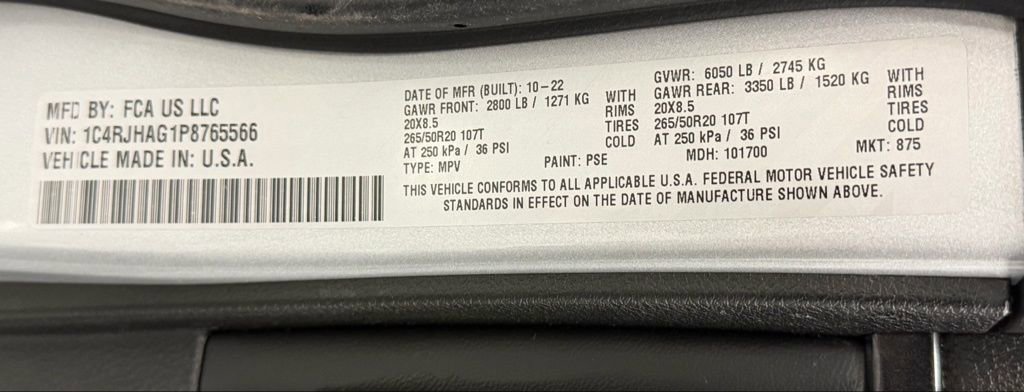 MFD BY: FCA US LLC
VIN: 1C4RJHAG1P8765566
VEHICLE MADE IN: U.S.A.
DATE OF MFR (BUILT): 10-22
GAWR FRONT: 2800 LB / 1271 KG WITH
20X8.5 RIMS
265/50R20 107T TIRES
AT 250 kPa / 36 PSI COLD
TYPE: MPV PAINT: PSE
GVWR: 6050 LB / 2745 KG
GAWR REAR: 3350 LB / 1520 KG WITH
20X8.5 RIMS
265/50R20 107T TIRES
AT 250 kPa / 36 PSI COLD
MDH: 101700 MKT: 875
THIS VEHICLE CONFORMS TO ALL APPLICABLE U.S.A. FEDERAL MOTOR VEHICLE SAFETY
STANDARDS IN EFFECT ON THE DATE OF MANUFACTURE SHOWN ABOVE.